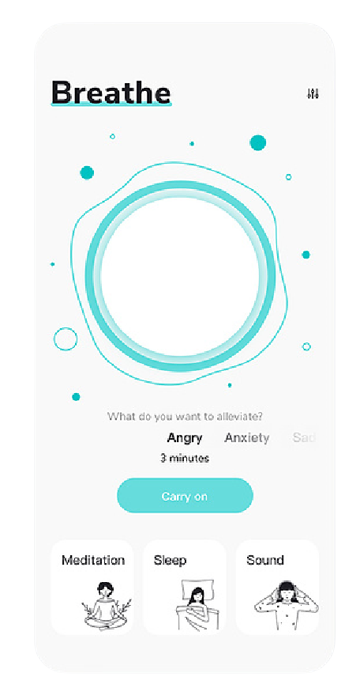 Breathe
What do you want to alleviate?
Angry Anxiety Sad
3 minutes
Carry on
Meditation Sleep Sound